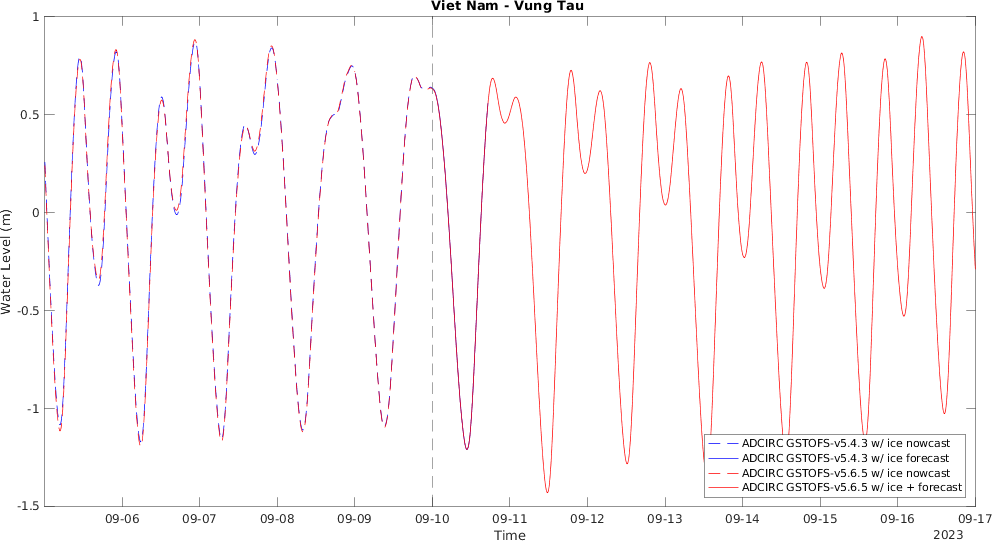 Viet Nam - Vung Tau
Water Level (m)
1
0.5
0
-0.5
-1
-1.5
09-06 09-07 09-08 09-09 09-10 09-11 09-12 09-13 09-14 09-15 09-16 09-17
Time
2023
ADCIRC GSTOFS-v5.4.3 w/ ice nowcast
ADCIRC GSTOFS-v5.4.3 w/ ice forecast
ADCIRC GSTOFS-v5.6.5 w/ ice nowcast
ADCIRC GSTOFS-v5.6.5 w/ ice + forecast